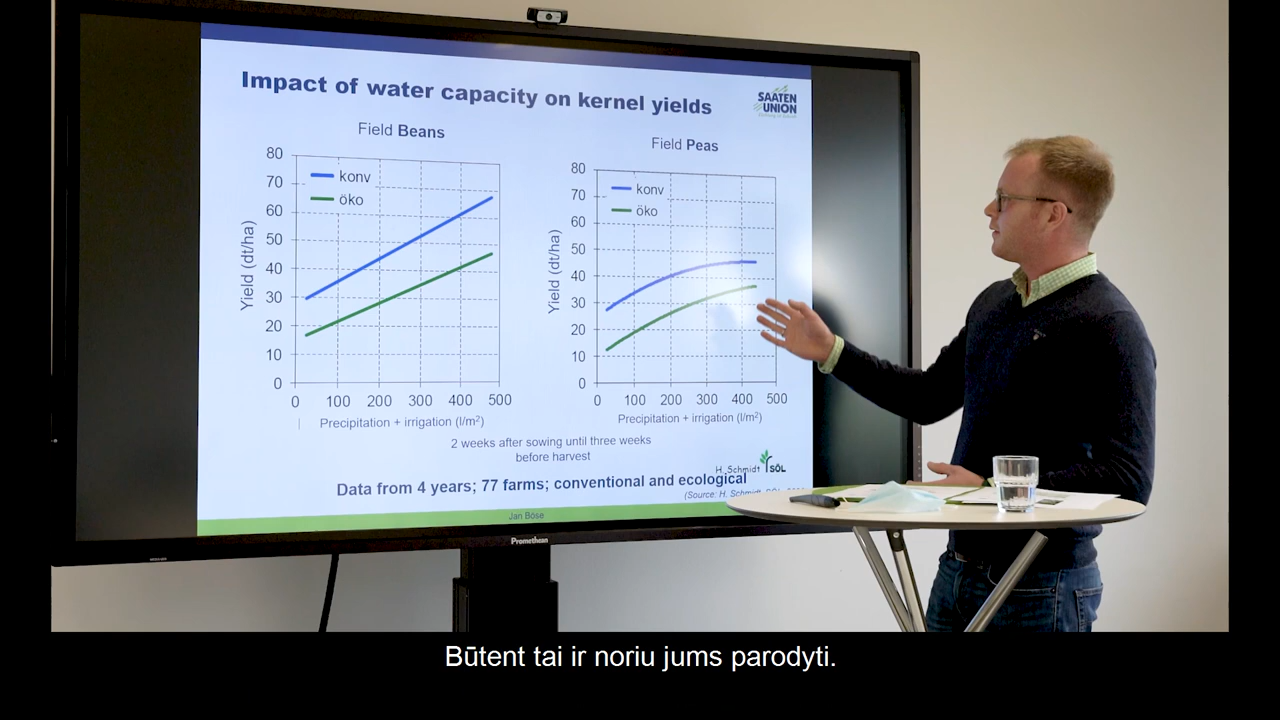 Impact of water capacity on kernel yields
SAATEN
UNION
Field Beans
80
70
60
50
40
30
20
10
0
konv
öko
Yield (dt/ha)
0 100 200 300 400 500
Precipitation + irrigation (l/m²)
Field Peas
80
70
60
50
40
30
20
10
0
konv
öko
Yield (dt/ha)
0 100 200 300 400 500
Precipitation + irrigation (l/m²)
2 weeks after sowing until three weeks
before harvest
H. Schmidt SÖL
Data from 4 years; 77 farms; conventional and ecological
(Source: H. Schmidt, SÖL,
Jan Böse
Promethean
Būtent tai ir noriu jums parodyti.